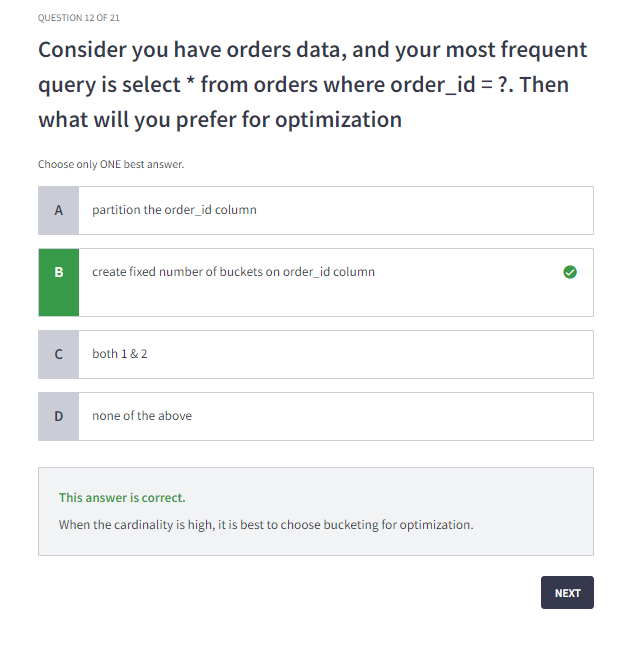 QUESTION 12 OF 21
Consider you have orders data, and your most frequent
query is select * from orders where order_id = ?. Then
what will you prefer for optimization
Choose only ONE best answer.
A partition the order_id column
B create fixed number of buckets on order_id column
C both 1 & 2
D none of the above
This answer is correct.
When the cardinality is high, it is best to choose bucketing for optimization.
NEXT